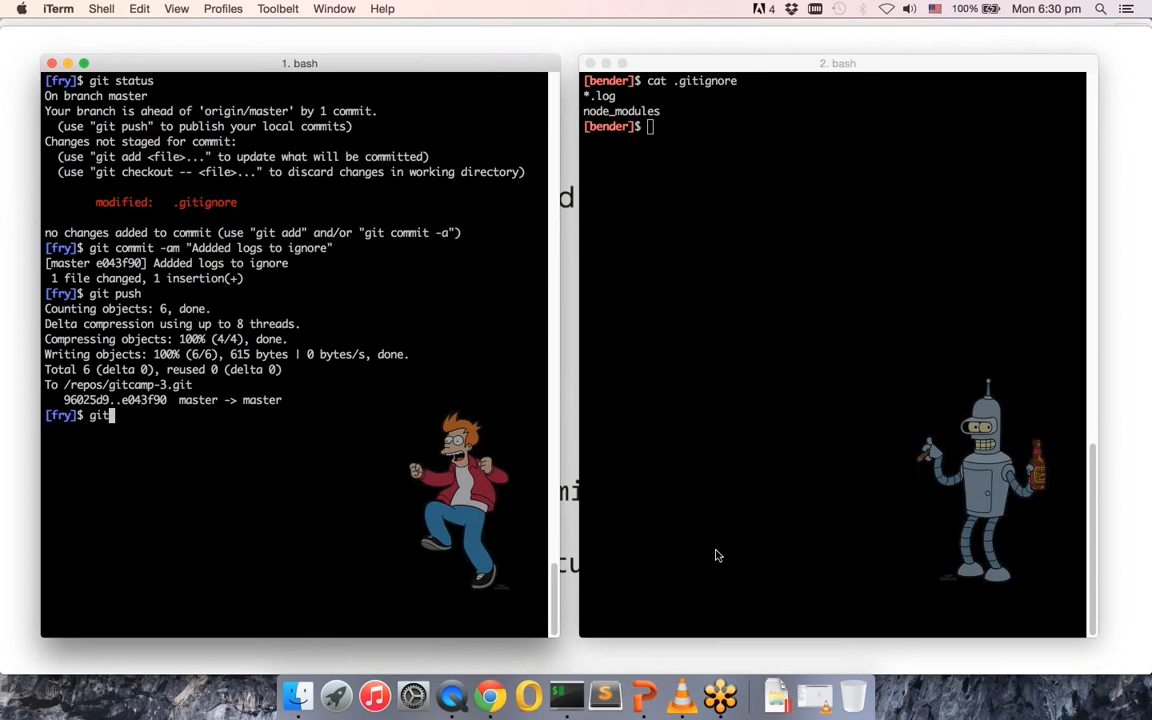 iTerm Shell Edit View Profiles Toolbelt Window Help
4 100% Mon 6:30 pm
1. bash
[fry]$ git status
On branch master
Your branch is ahead of 'origin/master' by 1 commit.
(use "git push" to publish your local commits)
Changes not staged for commit:
(use "git add <file>..." to update what will be committed)
(use "git checkout -- <file>..." to discard changes in working directory)
modified: .gitignore
no changes added to commit (use "git add" and/or "git commit -a")
[fry]$ git commit -am "Addded logs to ignore"
[master e043f90] Addded logs to ignore
1 file changed, 1 insertion(+)
[fry]$ git push
Counting objects: 6, done.
Delta compression using up to 8 threads.
Compressing objects: 100% (4/4), done.
Writing objects: 100% (6/6), 615 bytes | 0 bytes/s, done.
Total 6 (delta 0), reused 0 (delta 0)
To /repos/gitcamp-3.git
96025d9..e043f90 master -> master
[fry]$ git
2. bash
[bender]$ cat .gitignore
*.log
node_modules
[bender]$
d
mi
tu